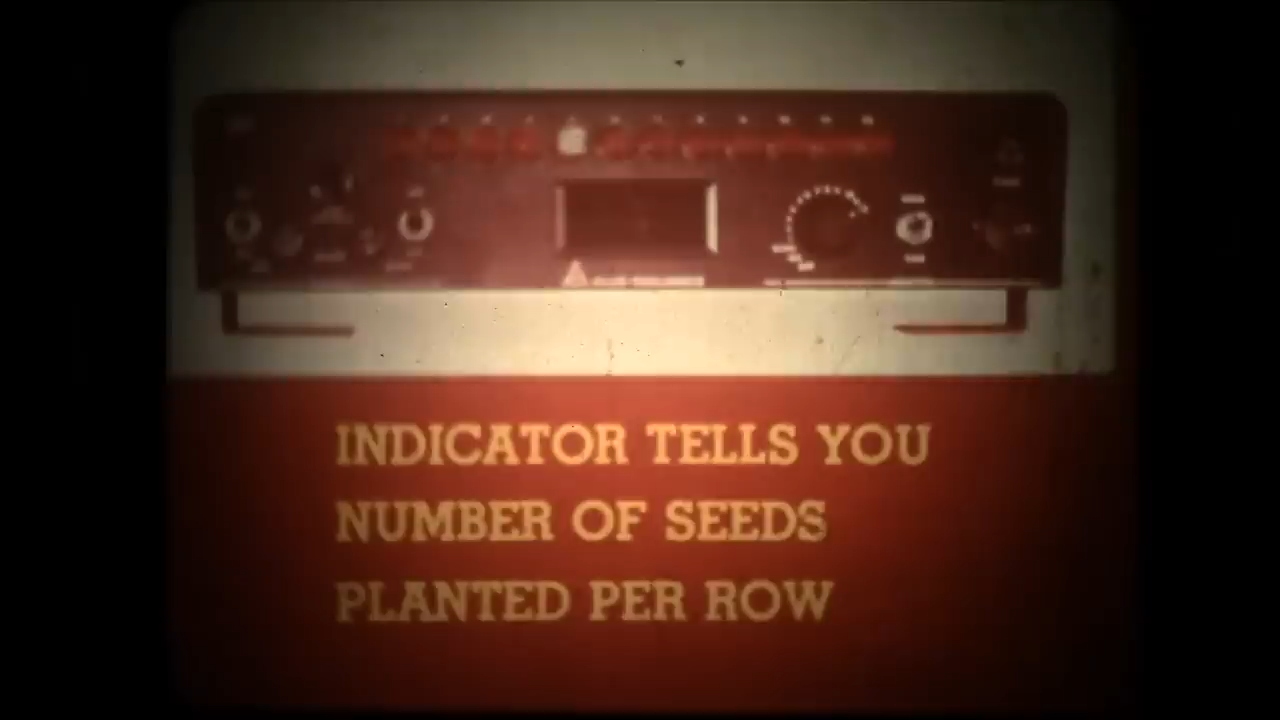 INDICATOR TELLS YOU
NUMBER OF SEEDS
PLANTED PER ROW